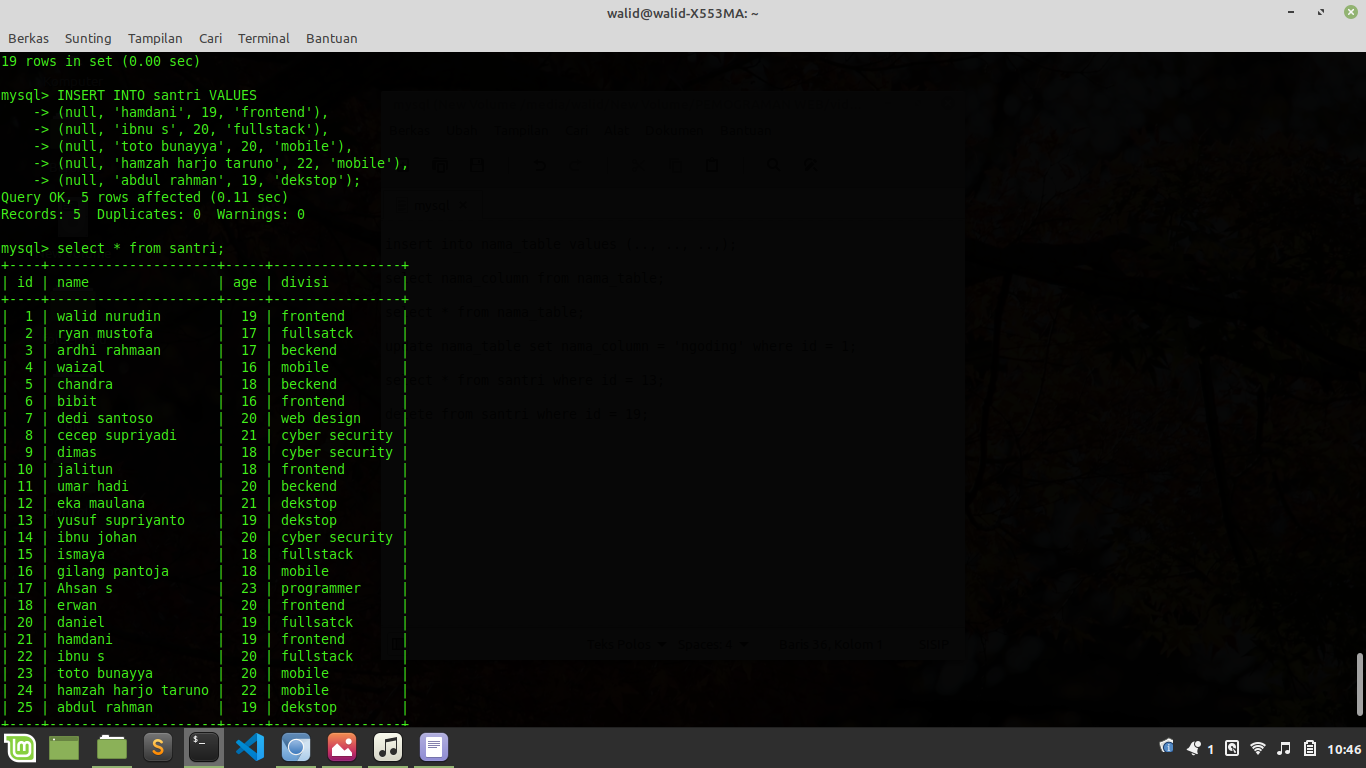 walid@walid-X553MA: ~
Berkas Sunting Tampilan Cari Terminal Bantuan
19 rows in set (0.00 sec)
mysql> INSERT INTO santri VALUES
    -> (null, 'hamdani', 19, 'frontend'),
    -> (null, 'ibnu s', 20, 'fullstack'),
    -> (null, 'toto bunayya', 20, 'mobile'),
    -> (null, 'hamzah harjo taruno', 22, 'mobile'),
    -> (null, 'abdul rahman', 19, 'dekstop');
Query OK, 5 rows affected (0.11 sec)
Records: 5  Duplicates: 0  Warnings: 0
mysql> select * from santri;
+----+---------------------+-----+----------------+
| id | name                | age | divisi         |
+----+---------------------+-----+----------------+
|  1 | walid nurudin       |  19 | frontend       |
|  2 | ryan mustofa        |  17 | fullsatck      |
|  3 | ardhi rahmaan       |  17 | beckend        |
|  4 | waizal              |  16 | mobile         |
|  5 | chandra             |  18 | beckend        |
|  6 | bibit               |  16 | frontend       |
|  7 | dedi santoso        |  20 | web design     |
|  8 | cecep supriyadi     |  21 | cyber security |
|  9 | dimas               |  18 | cyber security |
| 10 | jalitun             |  18 | frontend       |
| 11 | umar hadi           |  20 | beckend        |
| 12 | eka maulana         |  21 | dekstop        |
| 13 | yusuf supriyanto    |  19 | dekstop        |
| 14 | ibnu johan          |  20 | cyber security |
| 15 | ismaya              |  18 | fullstack      |
| 16 | gilang pantoja      |  18 | mobile         |
| 17 | Ahsan s             |  23 | programmer     |
| 18 | erwan               |  20 | frontend       |
| 20 | daniel              |  19 | fullsatck      |
| 21 | hamdani             |  19 | frontend       |
| 22 | ibnu s              |  20 | fullstack      |
| 23 | toto bunayya        |  20 | mobile         |
| 24 | hamzah harjo taruno |  22 | mobile         |
| 25 | abdul rahman        |  19 | dekstop        |
+----+---------------------+-----+----------------+
1 10:46